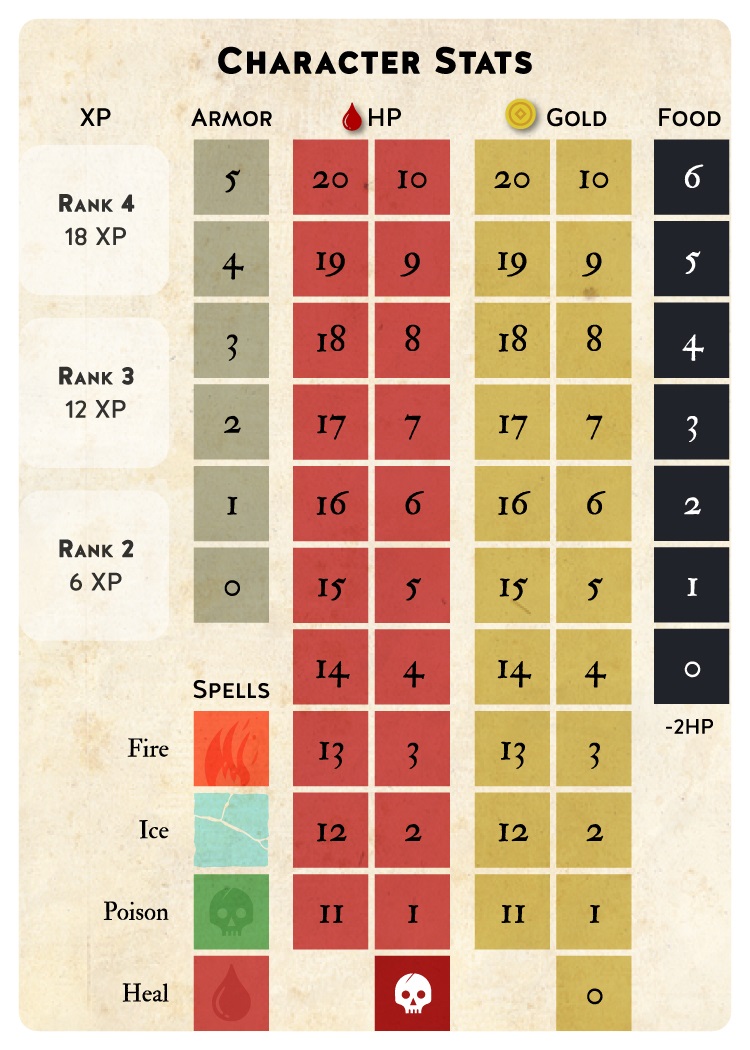 Character Stats
XP Armor HP Gold Food
5 20 10 20 10 6
Rank 4
18 XP
4 19 9 19 9 5
3 18 8 18 8 4
Rank 3
12 XP
2 17 7 17 7 3
1 16 6 16 6 2
Rank 2
6 XP
0 15 5 15 5 1
14 4 14 4 0
Spells
-2HP
Fire 13 3 13 3
Ice 12 2 12 2
Poison 11 1 11 1
Heal 0